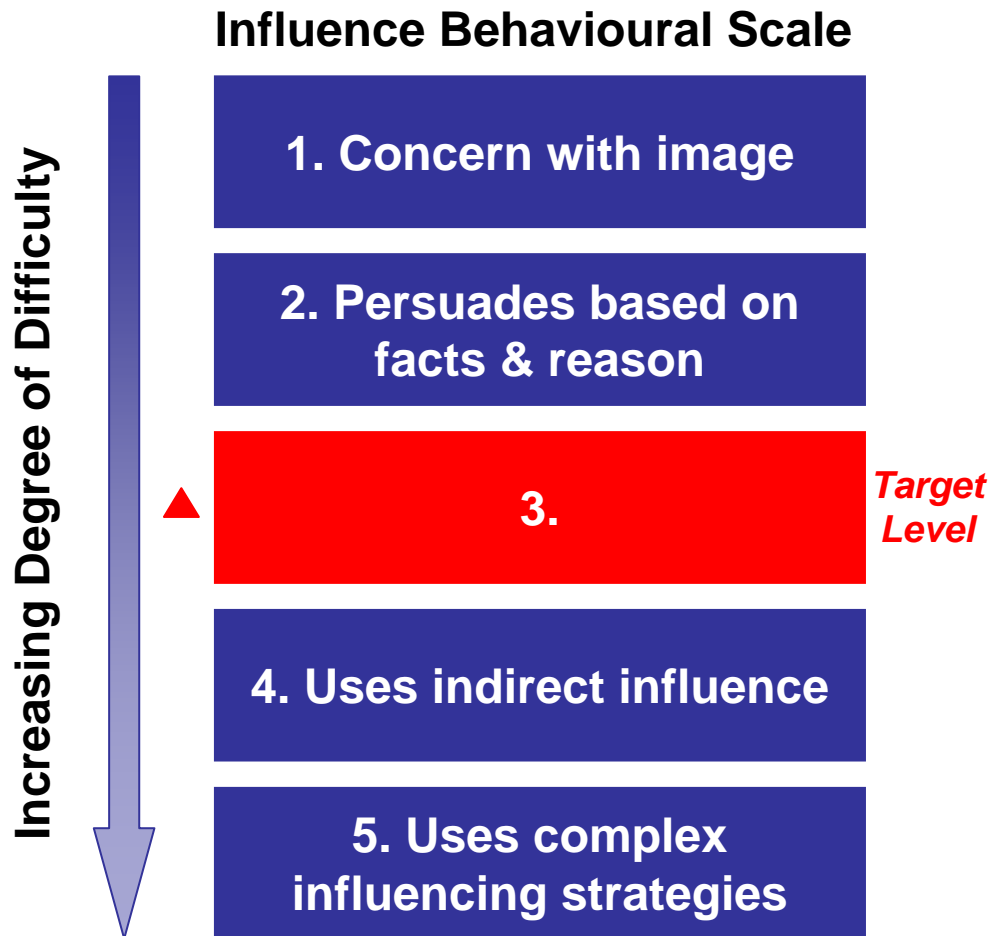 Influence Behavioural Scale
Increasing Degree of Difficulty
1. Concern with image
2. Persuades based on
facts & reason
3.
Target
Level
4. Uses indirect influence
5. Uses complex
influencing strategies